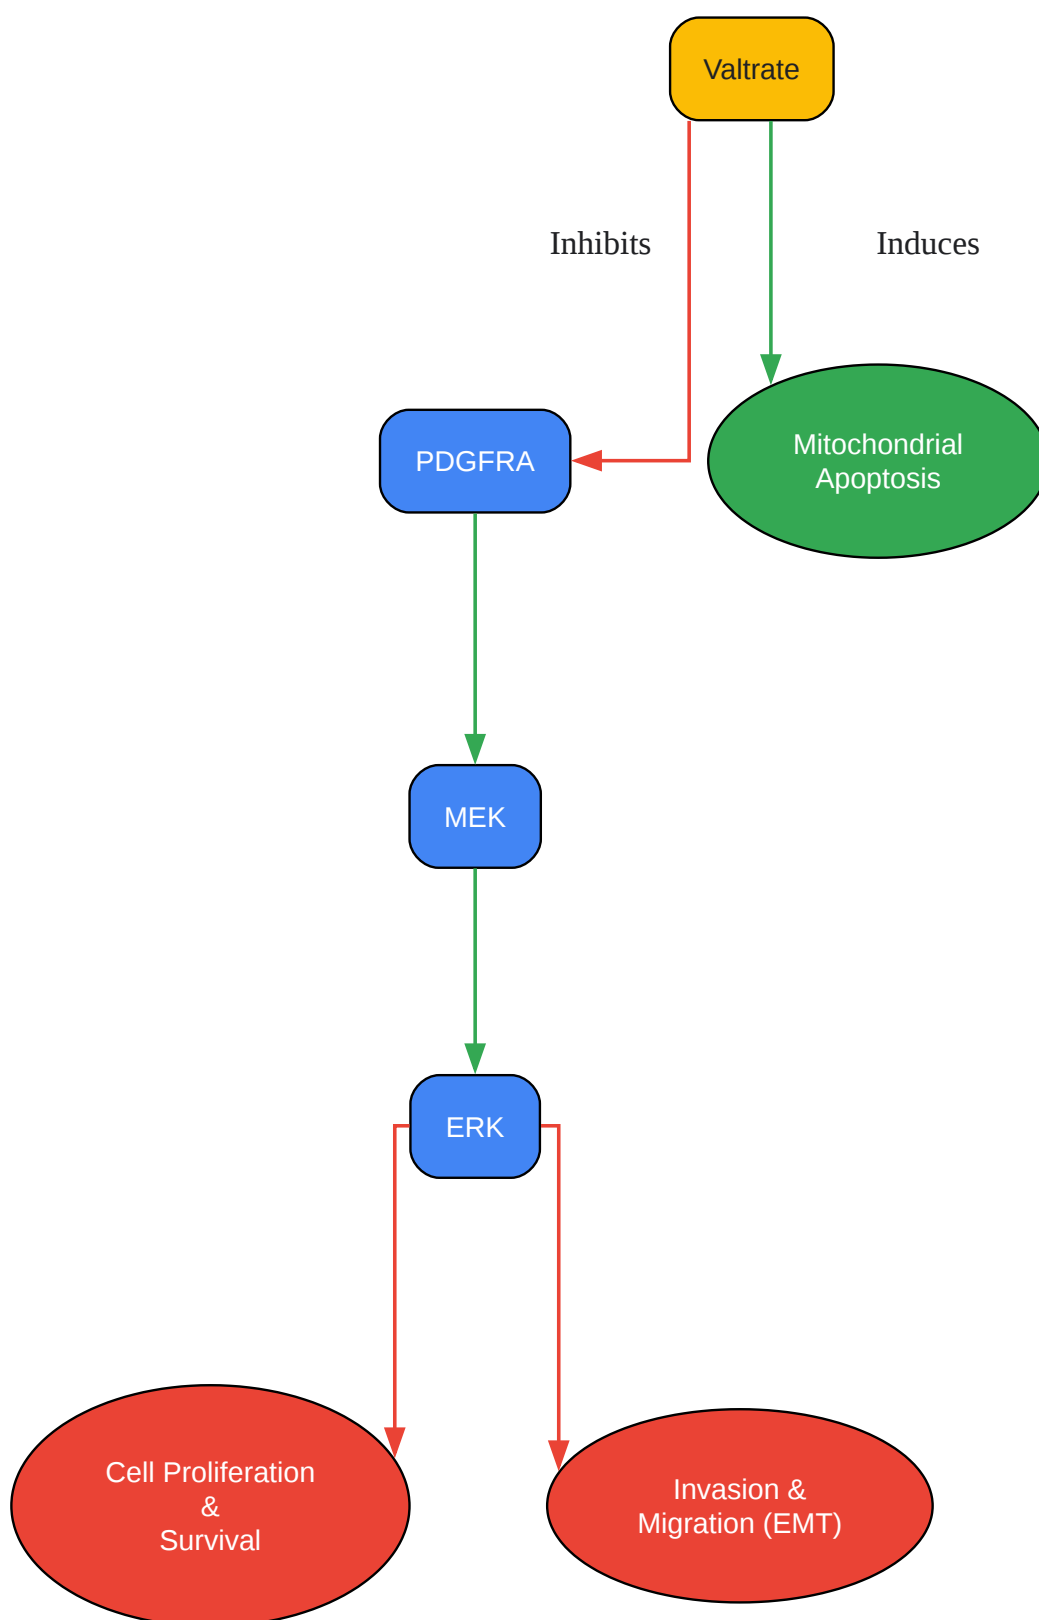 Valtrate
Inhibits
Induces
PDGFRA
Mitochondrial
Apoptosis
MEK
ERK
Cell Proliferation
&
Survival
Invasion &
Migration (EMT)